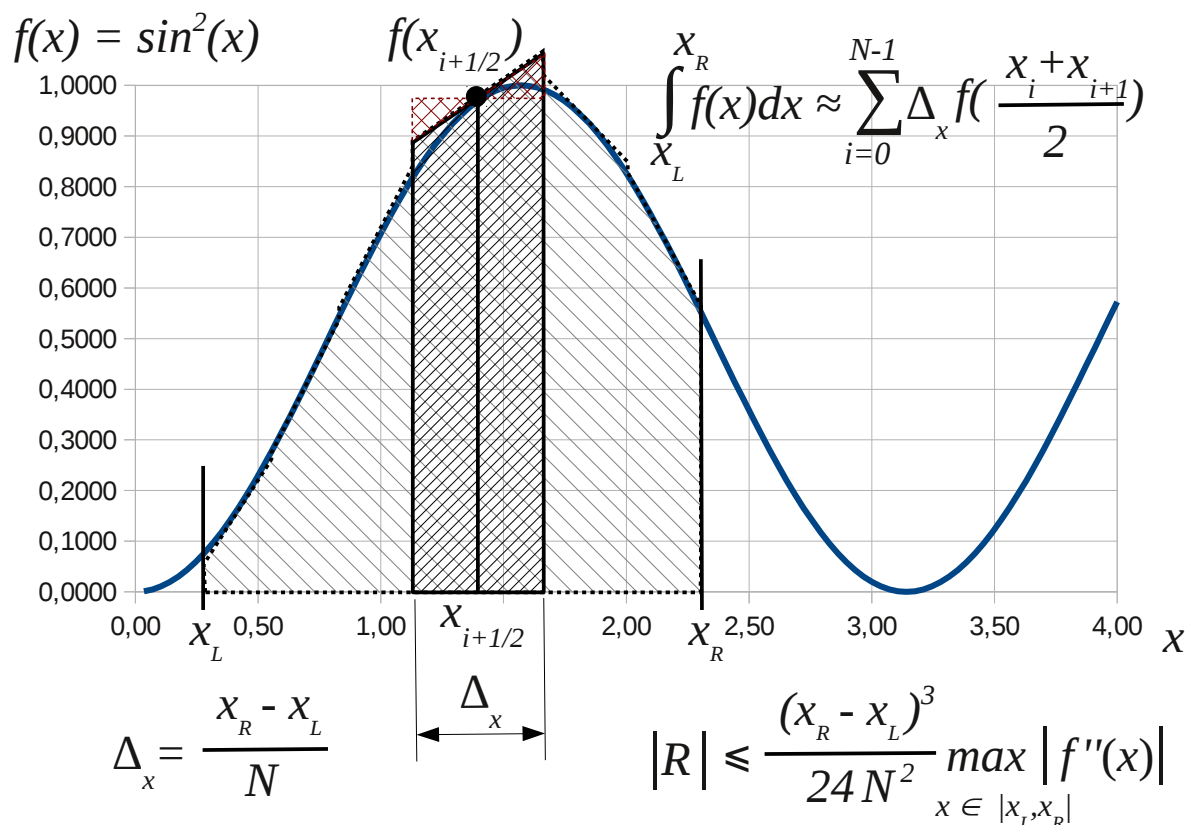 f(x) = sin²(x)
f(x_{i+1/2})
∫_{x_L}^{x_R} f(x)dx ≈ ∑_{i=0}^{N-1} Δ_x f( (x_i+x_{i+1})/2 )
1,0000
0,9000
0,8000
0,7000
0,6000
0,5000
0,4000
0,3000
0,2000
0,1000
0,0000
0,00 0,50 1,00 2,00 2,50 3,00 3,50 4,00 x
x_L x_{i+1/2} x_R
Δ_x
Δ_x= (x_R - x_L)/N
|R| ⩽ (x_R - x_L)³/(24 N²) max_{x ∈ |x_L,x_R|} |f''(x)|